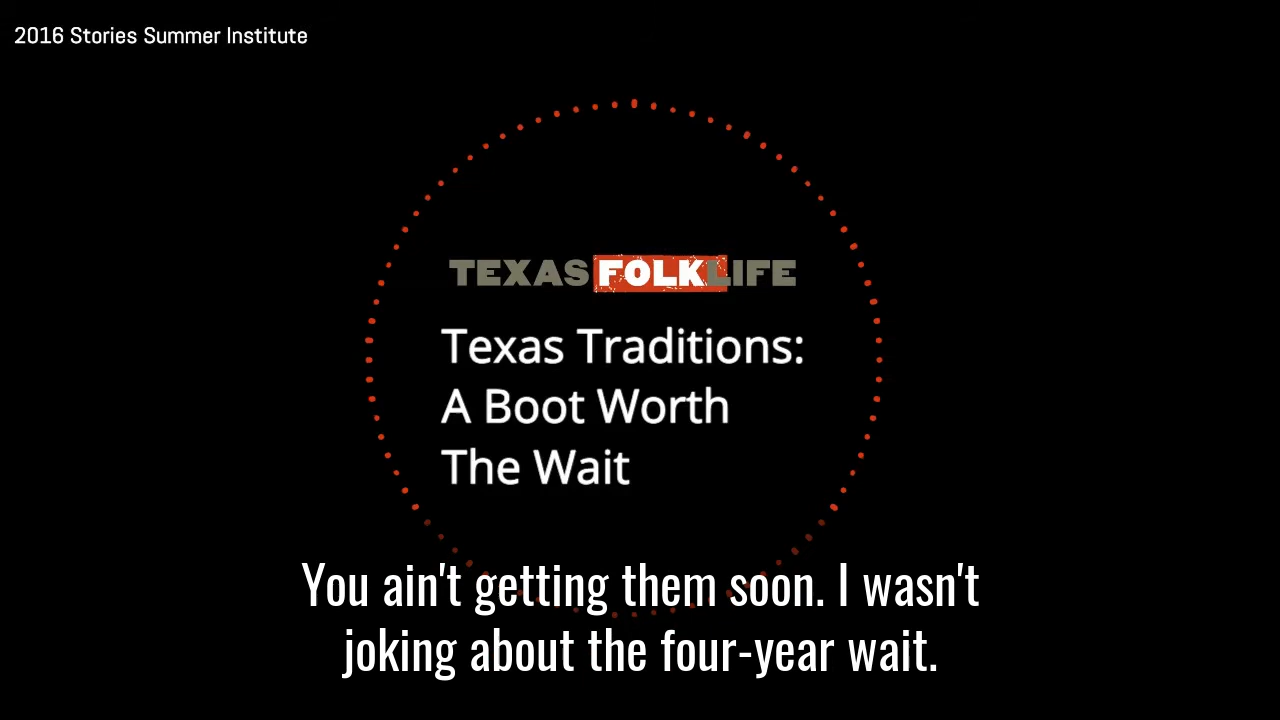 2016 Stories Summer Institute
TEXAS FOLKLIFE
Texas Traditions:
A Boot Worth
The Wait
You ain't getting them soon. I wasn't
joking about the four-year wait.